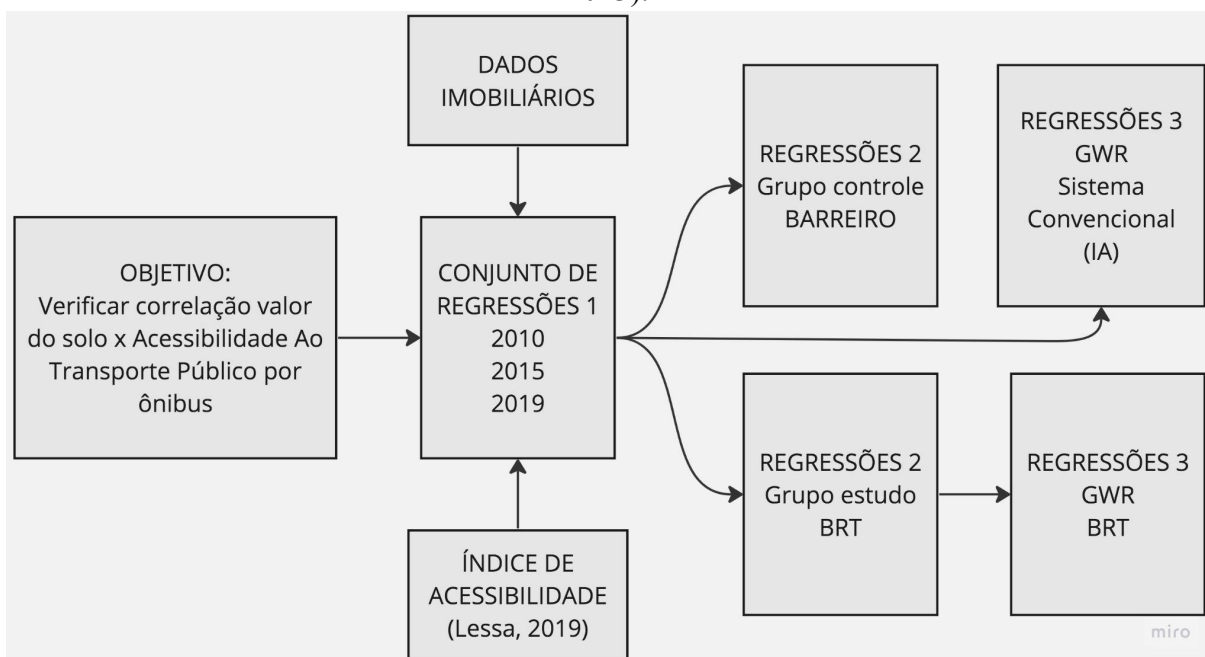 DADOS
IMOBILIÁRIOS
OBJETIVO:
Verificar correlação valor
do solo x Acessibilidade Ao
Transporte Público por
ônibus
CONJUNTO DE
REGRESSÕES 1
2010
2015
2019
ÍNDICE DE
ACESSIBILIDADE
(Lessa, 2019)
REGRESSÕES 2
Grupo controle
BARREIRO
REGRESSÕES 3
GWR
Sistema
Convencional
(IA)
REGRESSÕES 2
Grupo estudo
BRT
REGRESSÕES 3
GWR
BRT
miro